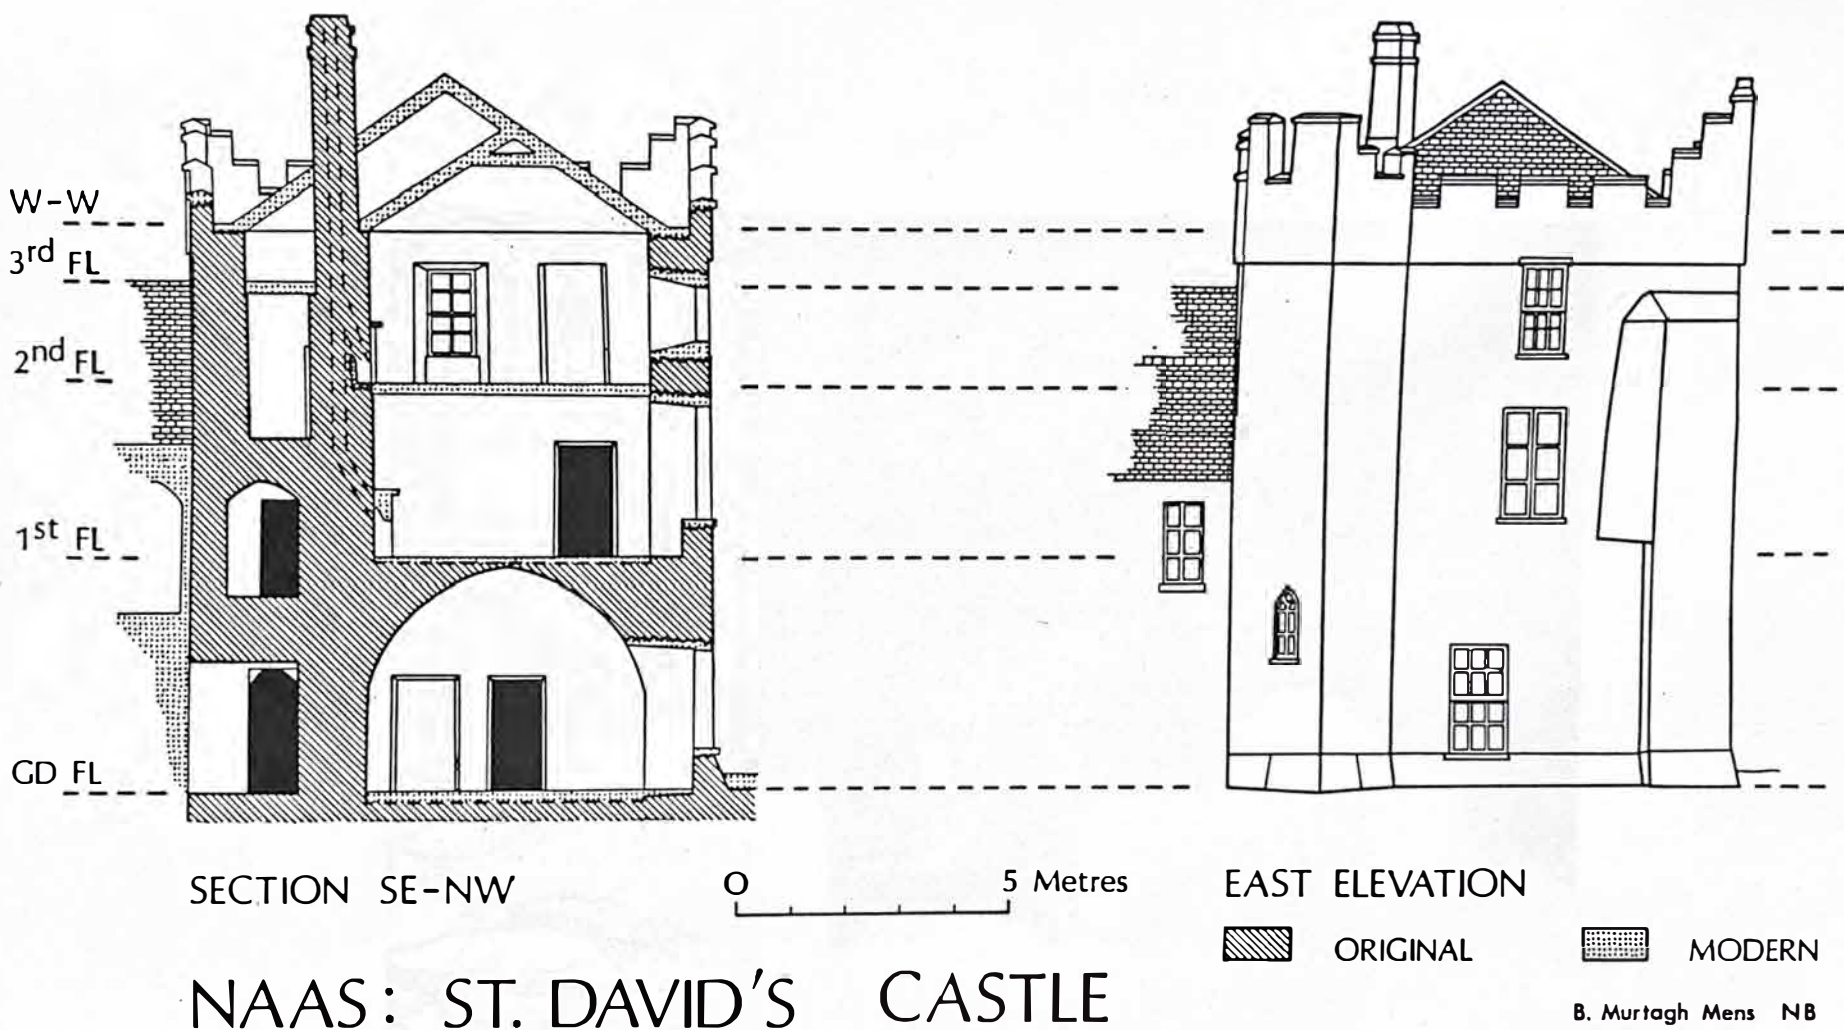 W-W
3rd FL
2nd FL
1st FL
GD FL
SECTION SE-NW
0 5 Metres
EAST ELEVATION
ORIGINAL MODERN
NAAS: ST. DAVID'S CASTLE
B. Murtagh Mens NB